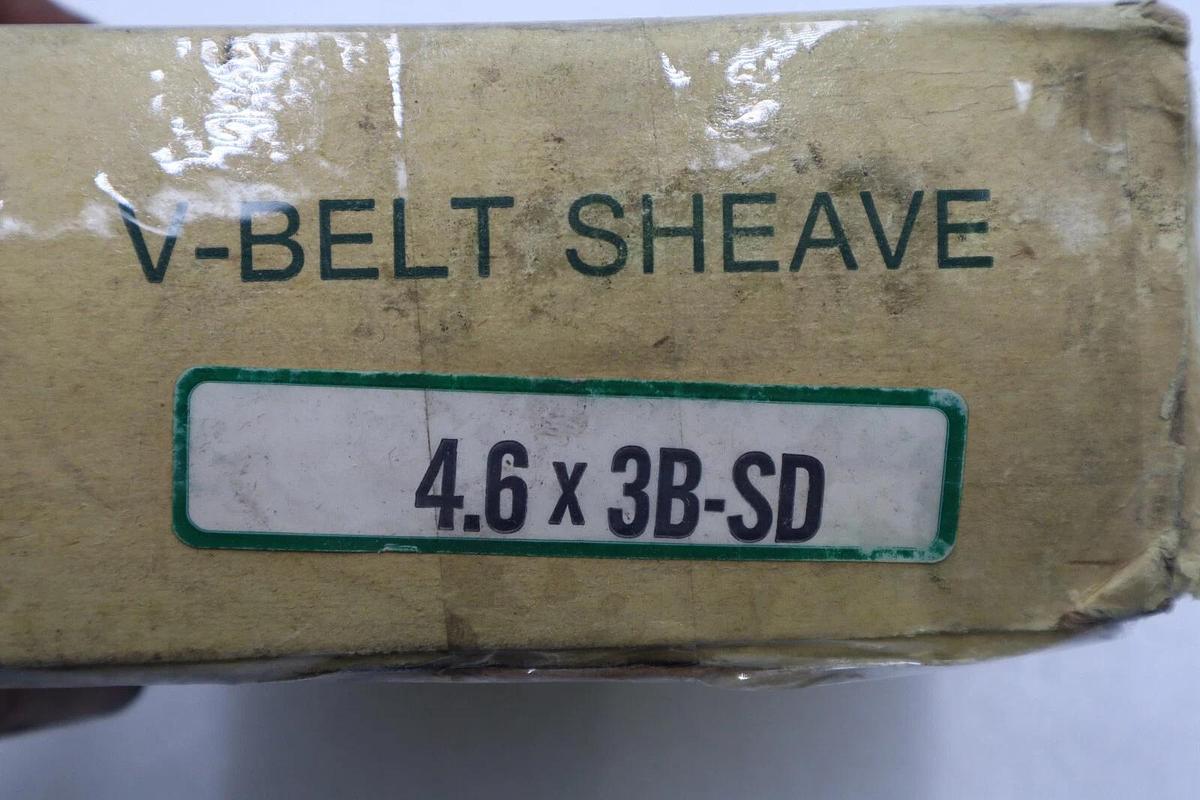 V-BELT SHEAVE
4.6 x 3B-SD